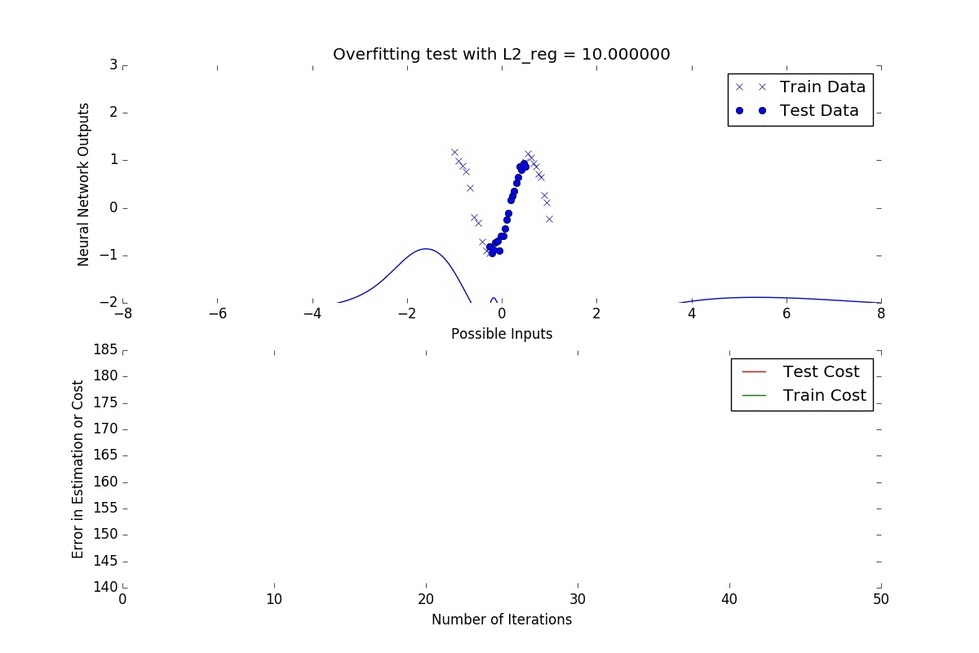 Overfitting test with L2_reg = 10.000000
3
2
1
0
−1
−2
Neural Network Outputs
Train Data
Test Data
−8 −6 −4 −2 0 2 4 6 8
Possible Inputs
185
180
175
170
165
160
155
150
145
140
Error in Estimation or Cost
Test Cost
Train Cost
0 10 20 30 40 50
Number of Iterations